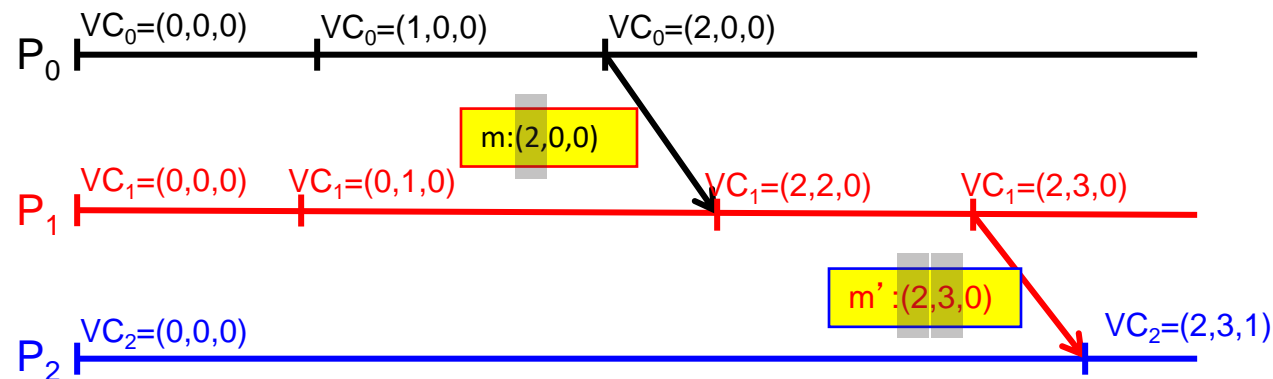 VC₀=(0,0,0) VC₀=(1,0,0) VC₀=(2,0,0)
P₀
m:(2,0,0)
VC₁=(0,0,0) VC₁=(0,1,0) VC₁=(2,2,0) VC₁=(2,3,0)
P₁
m’:(2,3,0)
VC₂=(0,0,0) VC₂=(2,3,1)
P₂